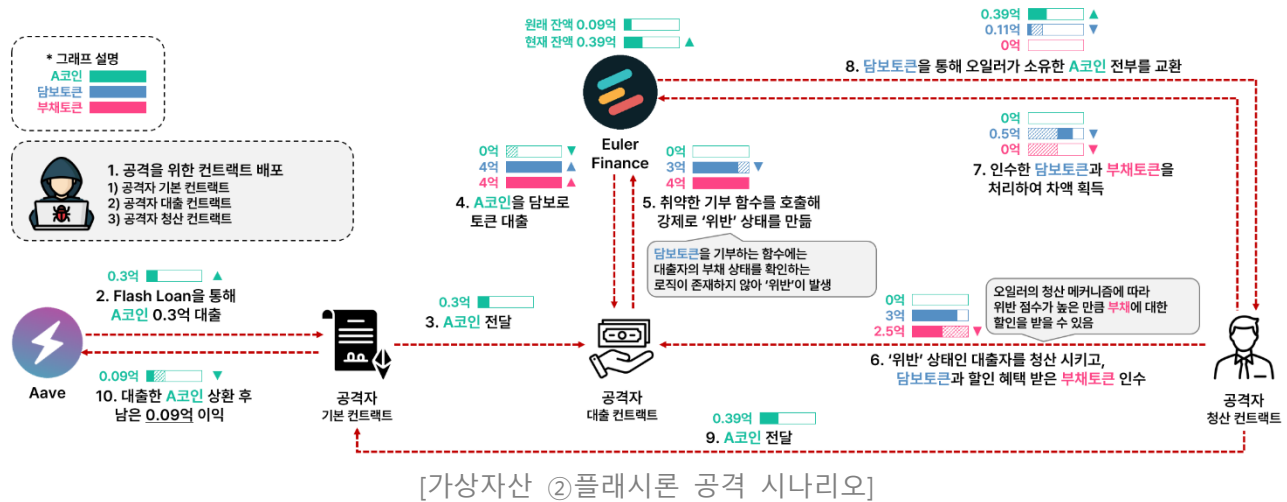 * 그래프 설명
A코인
담보토큰
부채토큰
1. 공격을 위한 컨트랙트 배포
1) 공격자 기본 컨트랙트
2) 공격자 대출 컨트랙트
3) 공격자 청산 컨트랙트
원래 잔액 0.09억
현재 잔액 0.39억
Euler
Finance
0.39억
0.11억
0억
8. 담보토큰을 통해 오일러가 소유한 A코인 전부를 교환
0억
0.5억
0억
7. 인수한 담보토큰과 부채토큰을
처리하여 차액 획득
0억
4억
4억
4. A코인을 담보로
토큰 대출
0억
3억
4억
5. 취약한 기부 함수를 호출해
강제로 ‘위반’ 상태를 만듦
담보토큰을 기부하는 함수에는
대출자의 부채 상태를 확인하는
로직이 존재하지 않아 ‘위반’이 발생
0.3억
2. Flash Loan을 통해
A코인 0.3억 대출
0.3억
3. A코인 전달
0억
3억
2.5억
오일러의 청산 메커니즘에 따라
위반 점수가 높은 만큼 부채에 대한
할인을 받을 수 있음
6. ‘위반’ 상태인 대출자를 청산 시키고,
담보토큰과 할인 혜택 받은 부채토큰 인수
Aave
0.09억
10. 대출한 A코인 상환 후
남은 0.09억 이익
공격자
기본 컨트랙트
공격자
대출 컨트랙트
공격자
청산 컨트랙트
0.39억
9. A코인 전달
[가상자산 ②플래시론 공격 시나리오]